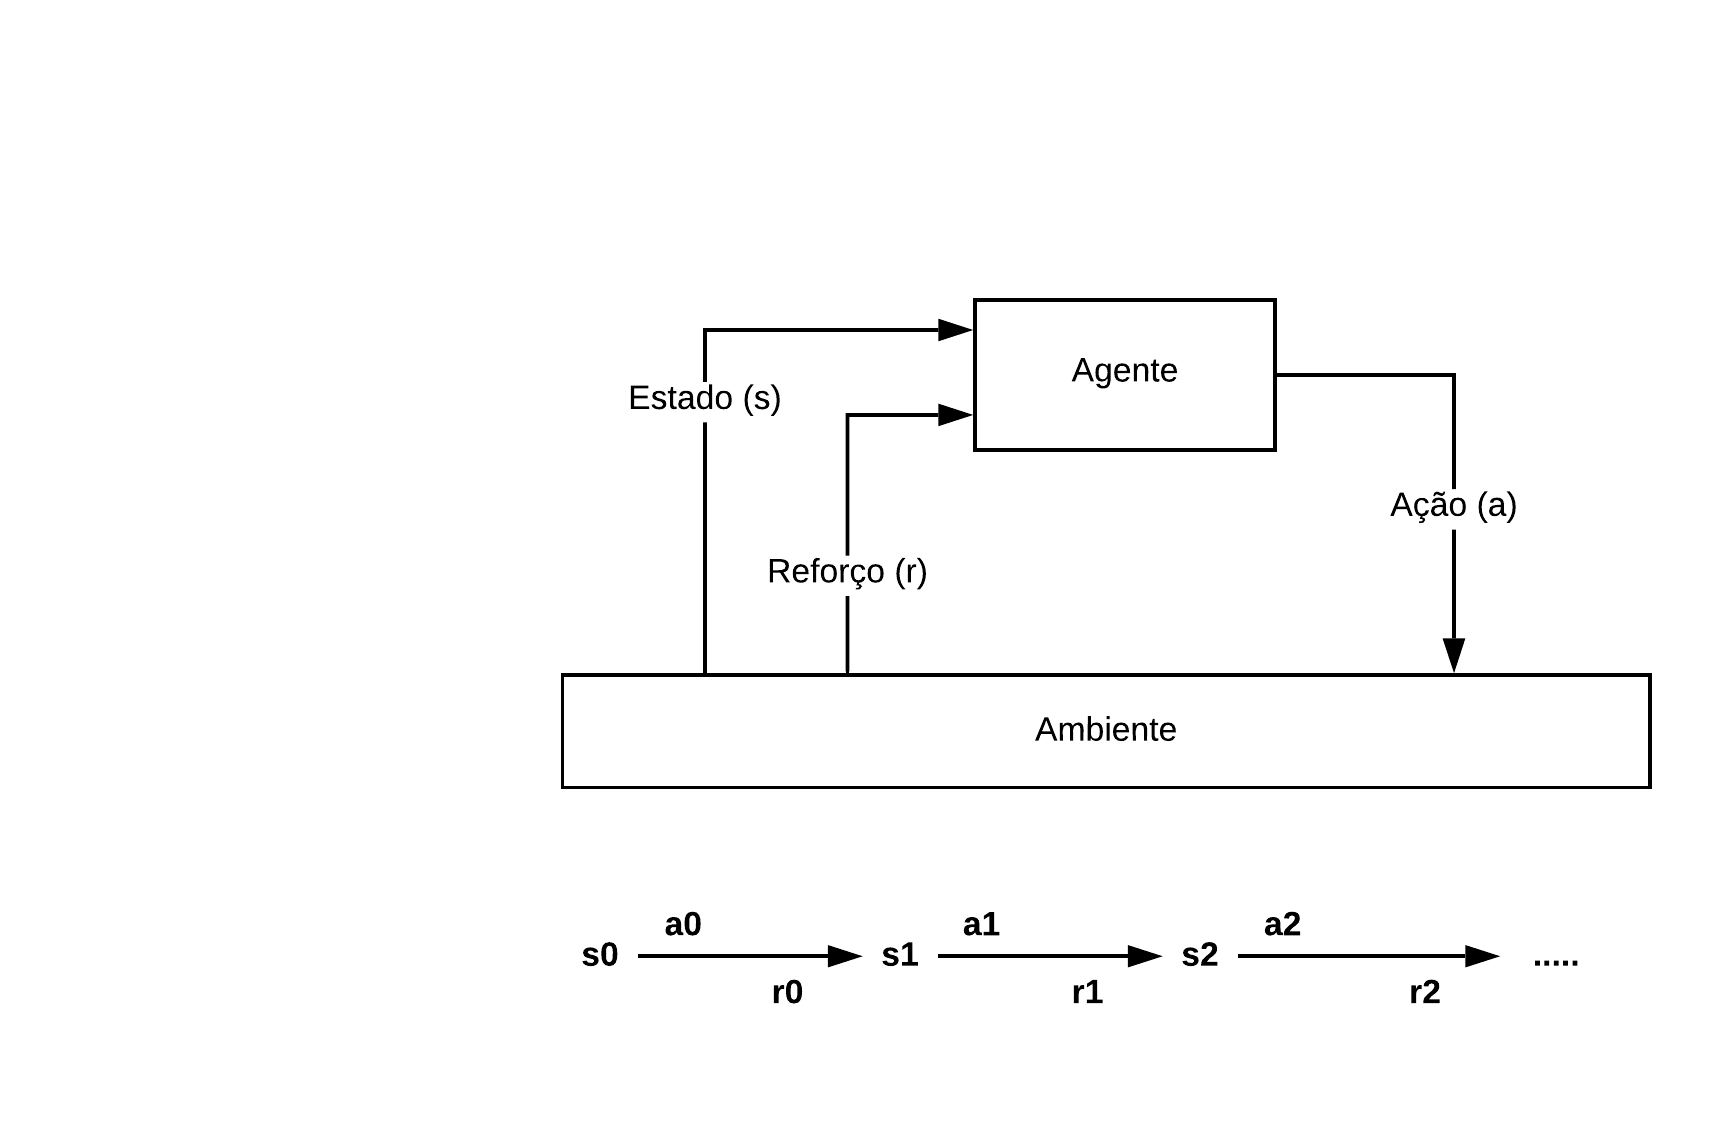 Agente
Estado (s)
Ação (a)
Reforço (r)
Ambiente
a0 a1 a2
s0 s1 s2 .....
r0 r1 r2